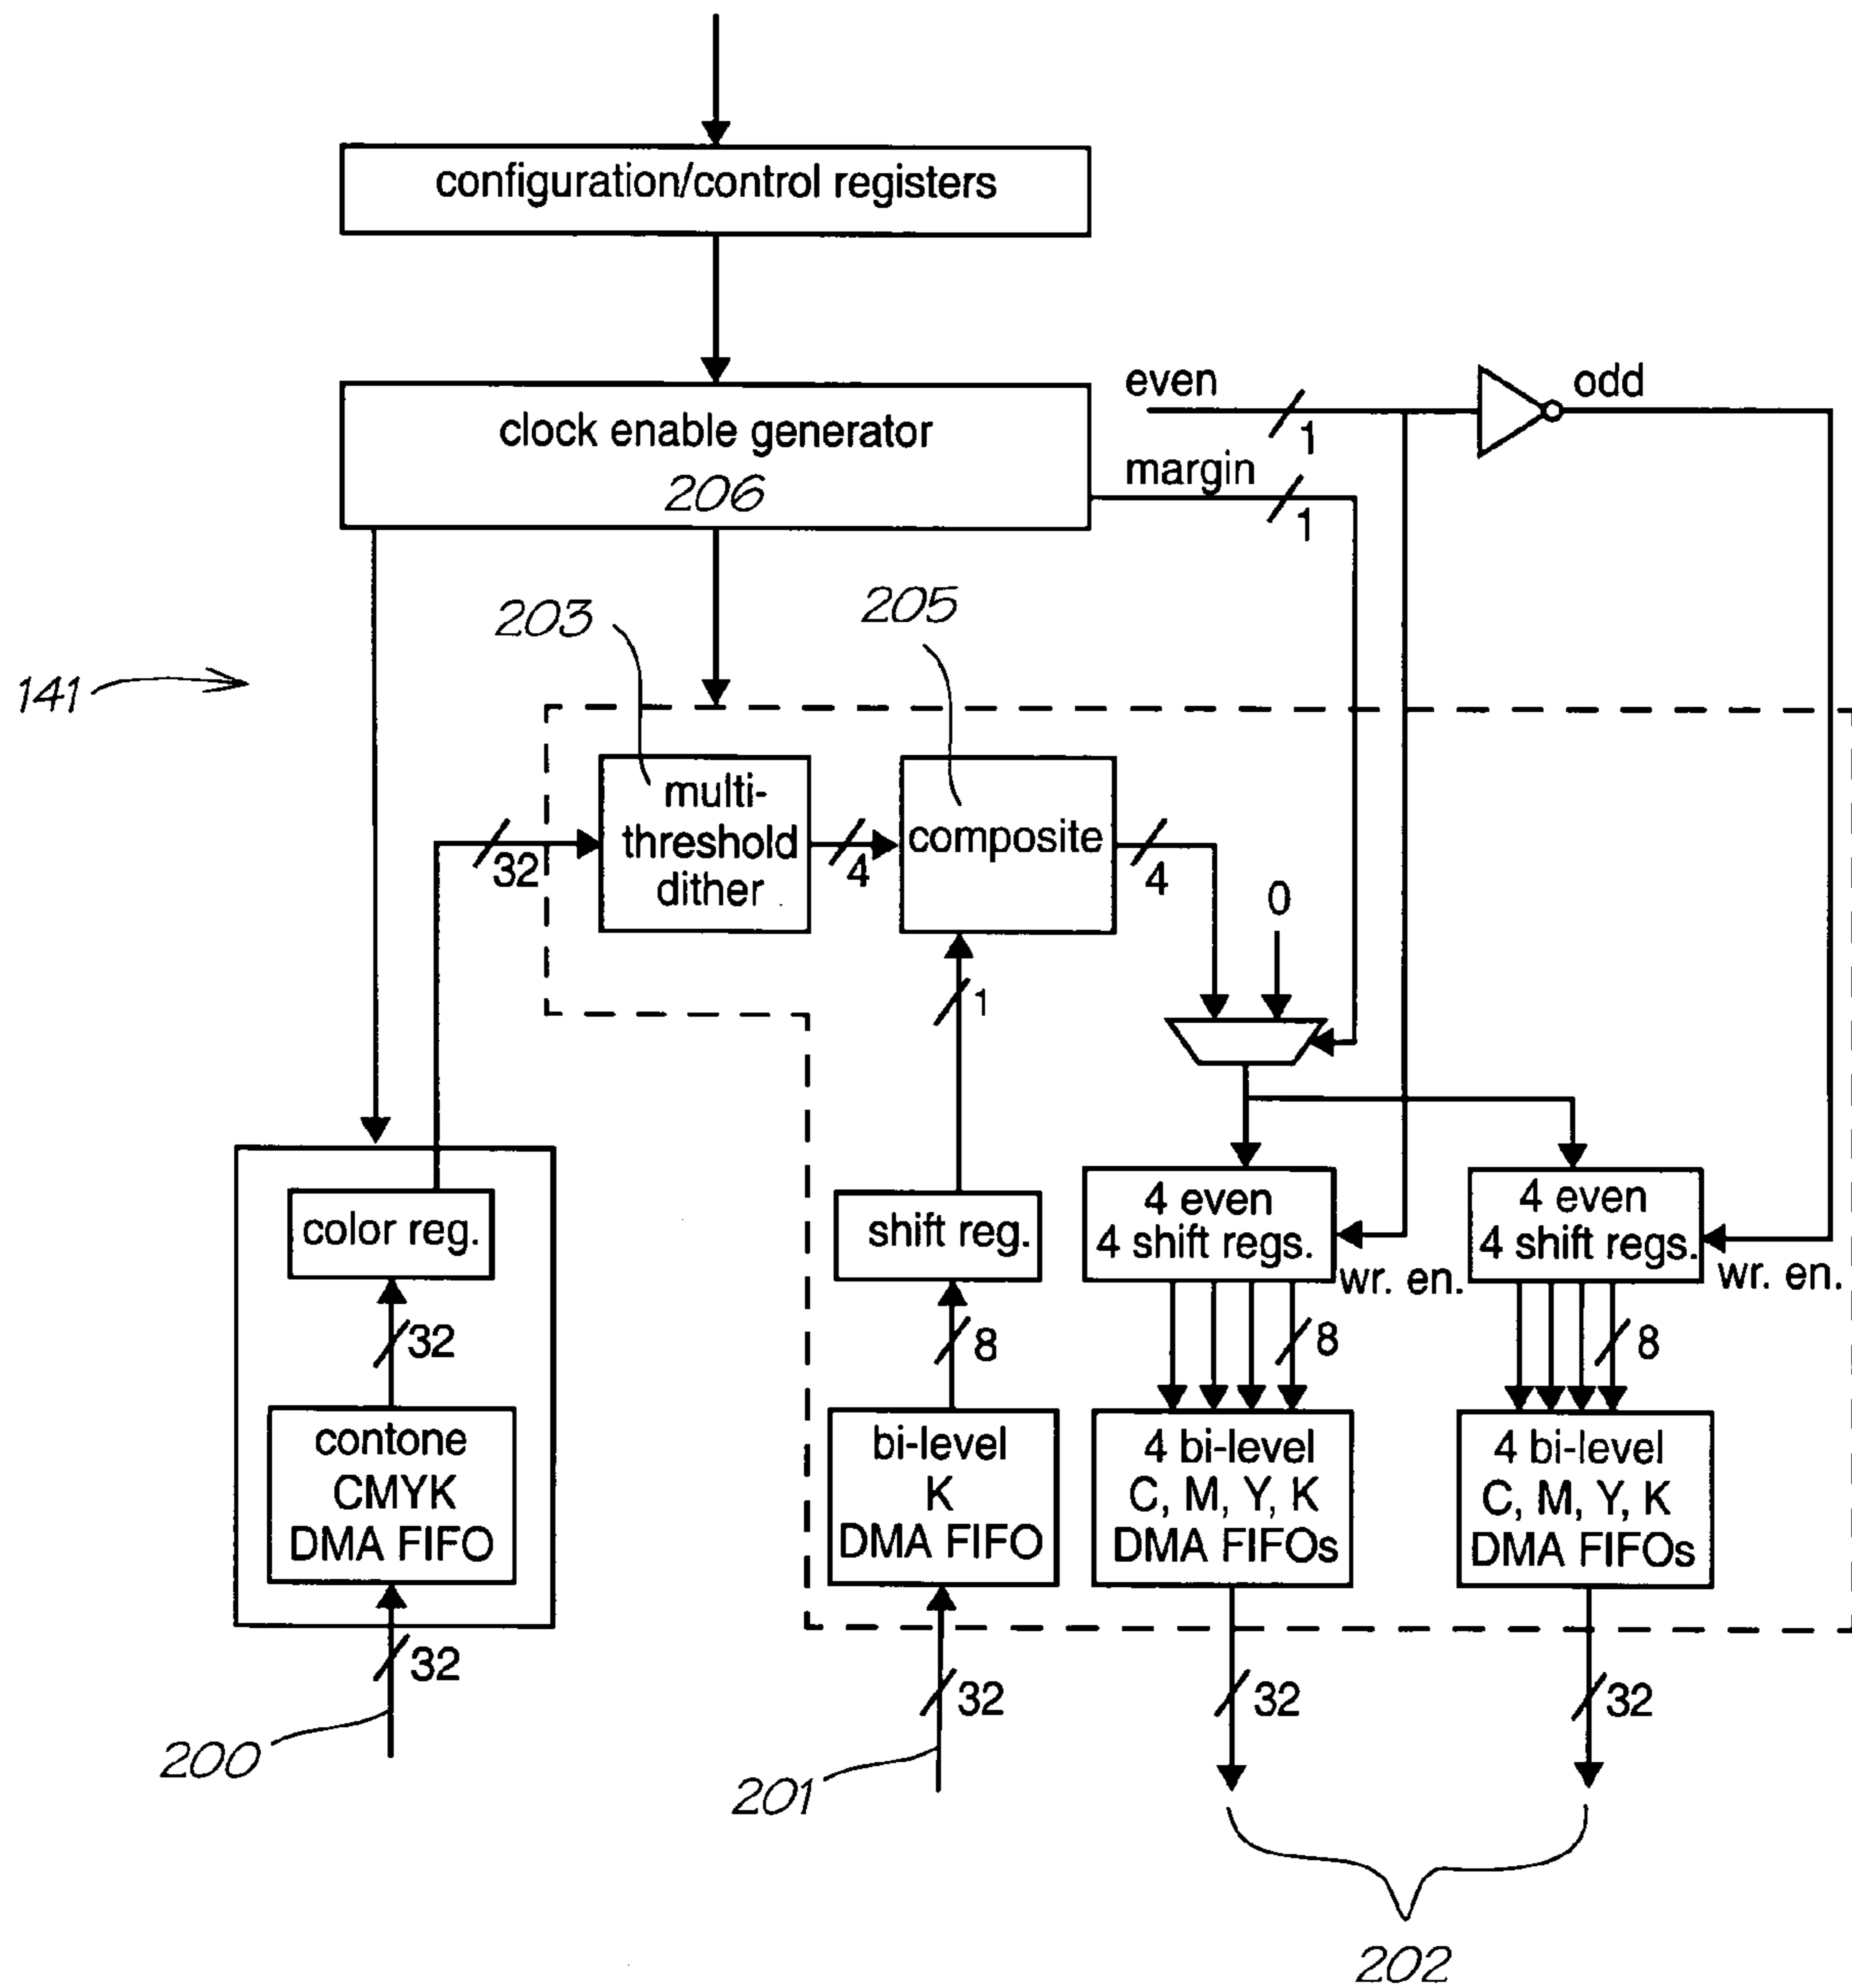 configuration/control registers
clock enable generator
206
even
1
odd
margin
1
203
205
141
multi-
threshold
dither
composite
32
4
4
0
1
color reg.
shift reg.
4 even
4 shift regs.
wr. en.
4 even
4 shift regs.
wr. en.
32
8
8
8
contone
CMYK
DMA FIFO
bi-level
K
DMA FIFO
4 bi-level
C, M, Y, K
DMA FIFOs
4 bi-level
C, M, Y, K
DMA FIFOs
32
32
32
32
200
201
202